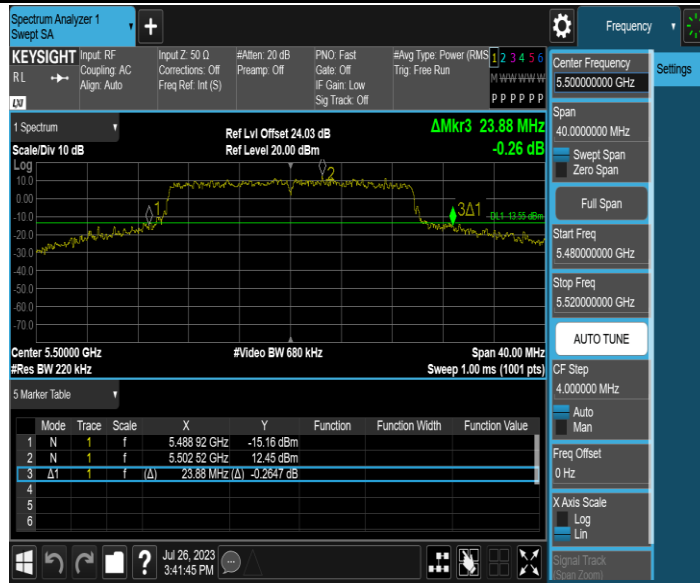 Spectrum Analyzer 1
Swept SA
+
Frequency
KEYSIGHT Input: RF Input Z: 50 Ω #Atten: 20 dB PNO: Fast #Avg Type: Power (RMS 1 2 3 4 5 6
RL Coupling: AC Corrections: Off Preamp: Off Gate: Off Trig: Free Run
Align: Auto Freq Ref: Int (S) IF Gain: Low M W W W W W
Sig Track: Off P P P P P P
LXI
1 Spectrum
Ref Lvl Offset 24.03 dB ΔMkr3 23.88 MHz
Scale/Div 10 dB Ref Level 20.00 dBm -0.26 dB
Log
10.0
0.00
-10.0
-20.0
-30.0
-40.0
-50.0
-60.0
-70.0
1
2
3Δ1
DL1 -13.55 dBm
Center 5.50000 GHz #Video BW 680 kHz Span 40.00 MHz
#Res BW 220 kHz Sweep 1.00 ms (1001 pts)
5 Marker Table
Mode Trace Scale X Y Function Function Width Function Value
1 N 1 f 5.488 92 GHz -15.16 dBm
2 N 1 f 5.502 52 GHz 12.45 dBm
3 Δ1 1 f (Δ) 23.88 MHz (Δ) -0.2647 dB
4
5
6
Jul 26, 2023
3:41:45 PM
?
Center Frequency
5.500000000 GHz
Settings
Span
40.0000000 MHz
Swept Span
Zero Span
Full Span
Start Freq
5.480000000 GHz
Stop Freq
5.520000000 GHz
AUTO TUNE
CF Step
4.000000 MHz
Auto
Man
Freq Offset
0 Hz
X Axis Scale
Log
Lin
Signal Track
(Span Zoom)